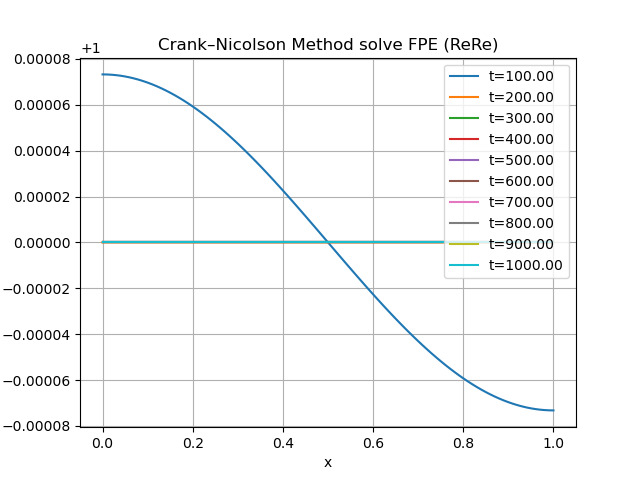 Crank–Nicolson Method solve FPE (ReRe)
+1
0.00008
0.00006
0.00004
0.00002
0.00000
−0.00002
−0.00004
−0.00006
−0.00008
t=100.00
t=200.00
t=300.00
t=400.00
t=500.00
t=600.00
t=700.00
t=800.00
t=900.00
t=1000.00
0.0 0.2 0.4 0.6 0.8 1.0
x